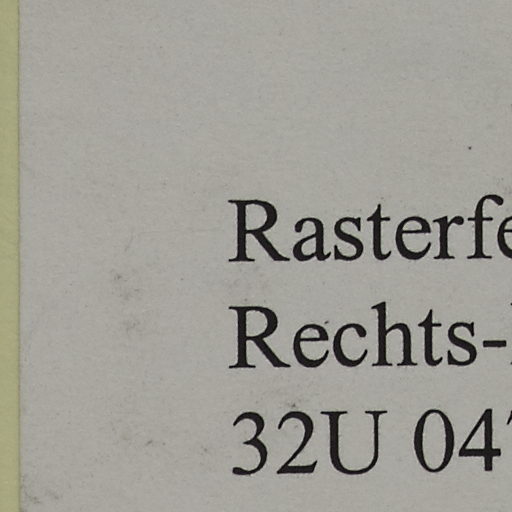 Rasterfe
Rechts-
32U 04